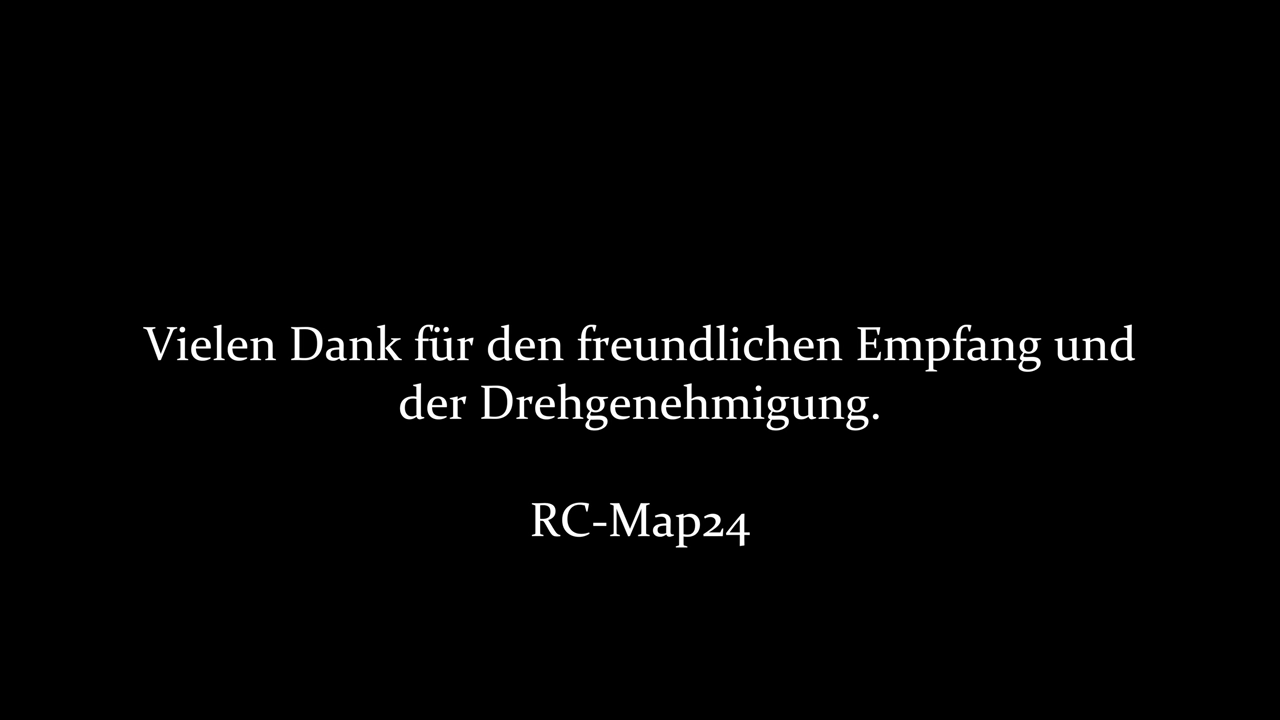 Vielen Dank für den freundlichen Empfang und
der Drehgenehmigung.
RC-Map24